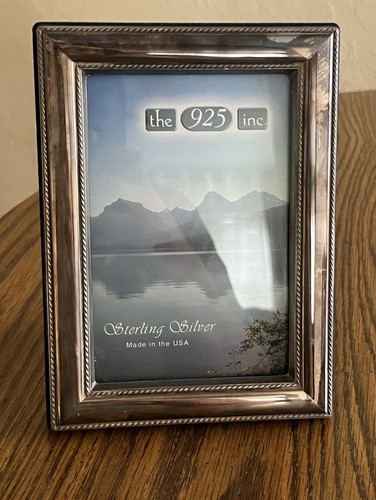 the 925 inc.
Sterling Silver
Made in the USA